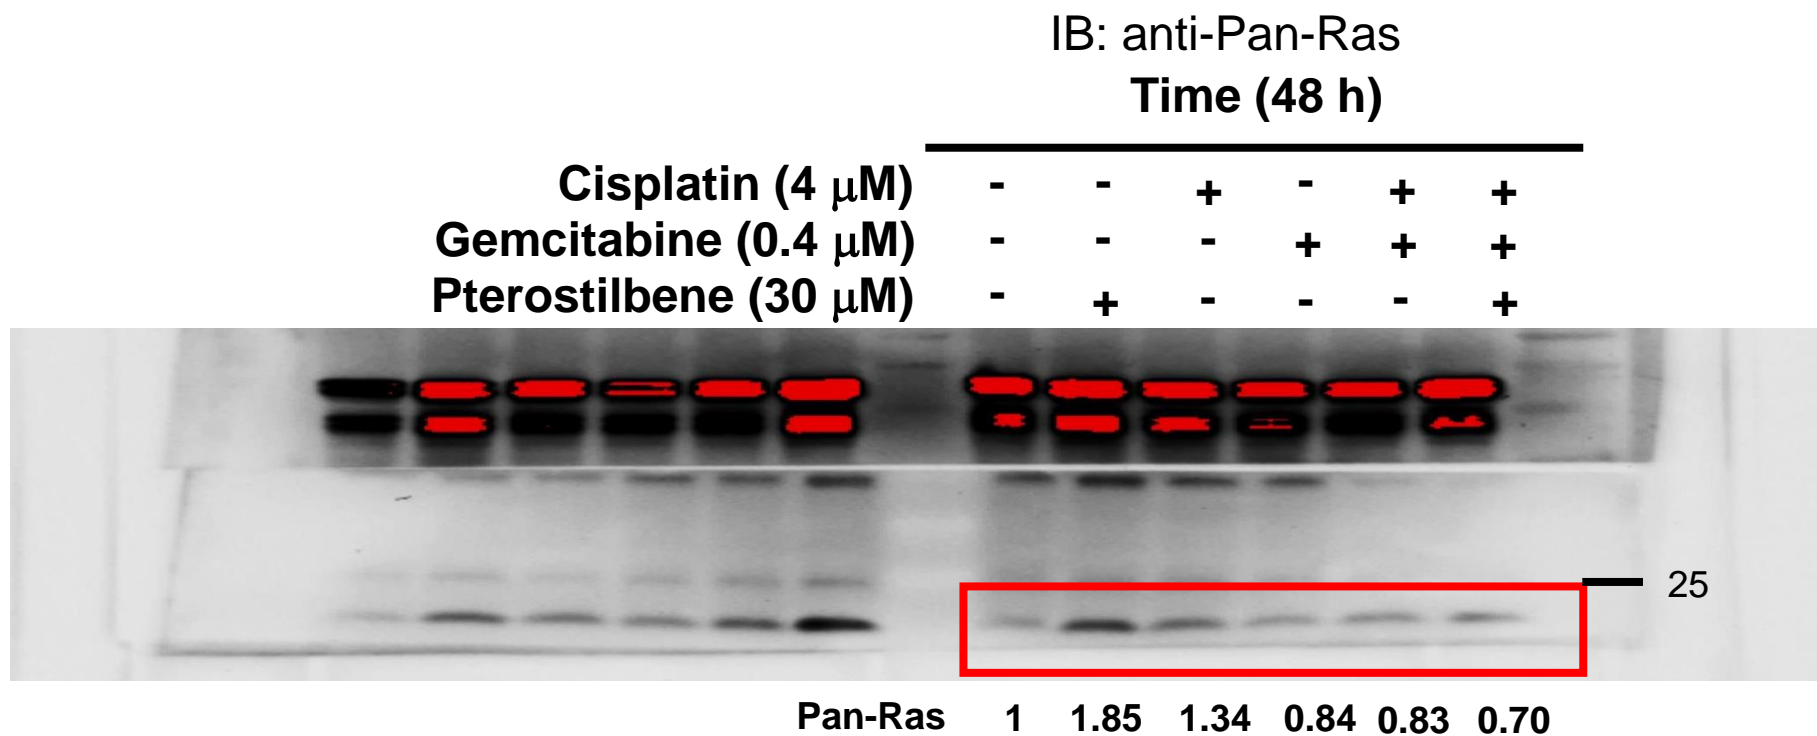 IB: anti-Pan-Ras
Time (48 h)
Cisplatin (4 μM) - - + - + +
Gemcitabine (0.4 μM) - - - + + +
Pterostilbene (30 μM) - + - - - +
25
Pan-Ras 1 1.85 1.34 0.84 0.83 0.70